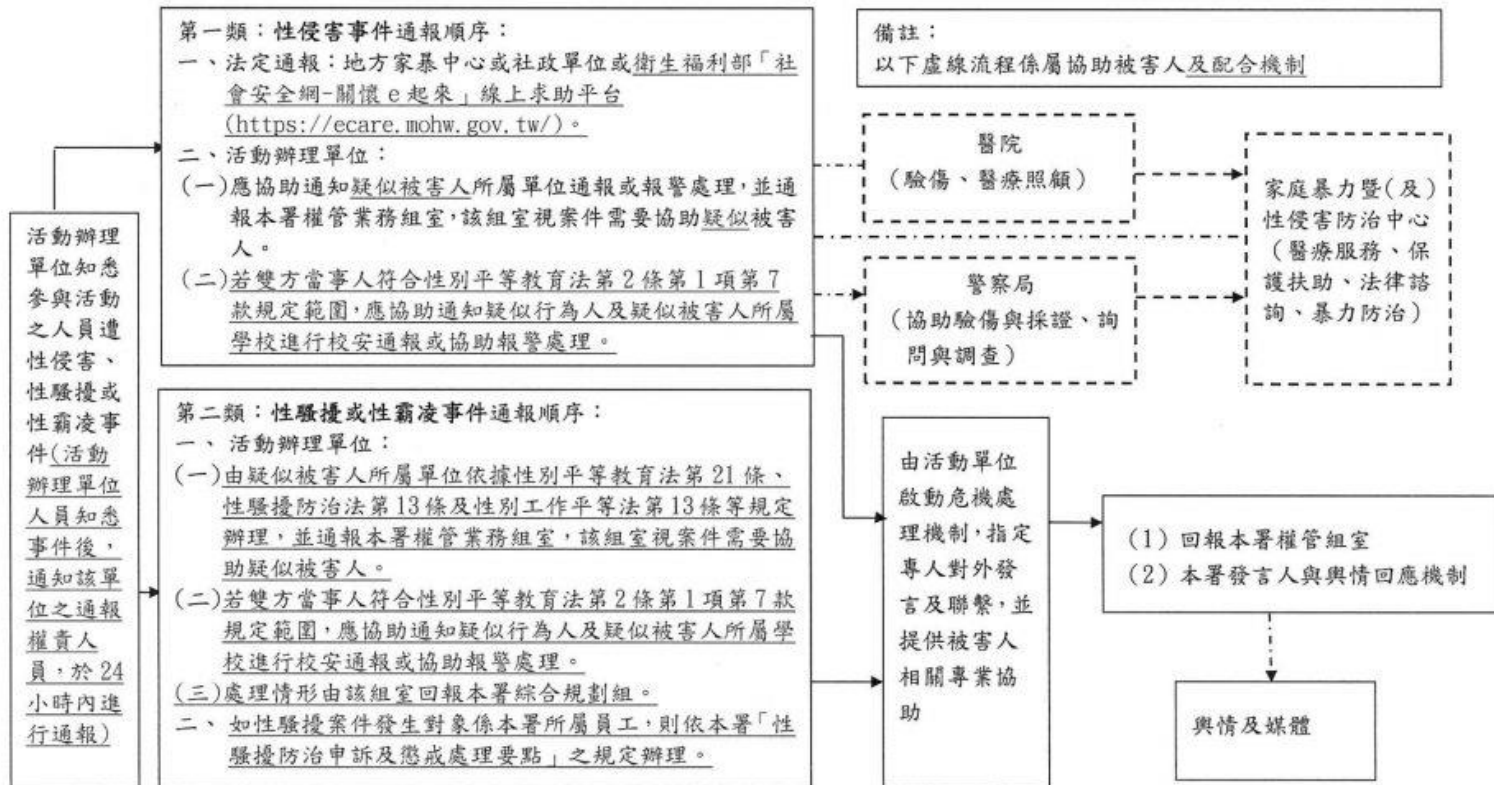 活動辦理
單位知悉
參與活動
之人員遭
性侵害、
性騷擾或
性霸凌事
件(活動
辦理單位
人員知悉
事件後，
通知該單
位之通報
權責人
員，於24
小時內進
行通報)
第一類：性侵害事件通報順序：
一、法定通報：地方家暴中心或社政單位或衛生福利部「社
會安全網-關懷e起來」線上求助平台
(https://ecare.mohw.gov.tw/)。
二、活動辦理單位：
(一)應協助通知疑似被害人所屬單位通報或報警處理，並通
報本署權管業務組室，該組室視案件需要協助疑似被害
人。
(二)若雙方當事人符合性別平等教育法第2條第1項第7
款規定範圍，應協助通知疑似行為人及疑似被害人所屬
學校進行校安通報或協助報警處理。
第二類：性騷擾或性霸凌事件通報順序：
一、 活動辦理單位：
(一)由疑似被害人所屬單位依據性別平等教育法第21條、
性騷擾防治法第13條及性別工作平等法第13條等規定
辦理，並通報本署權管業務組室，該組室視案件需要協
助疑似被害人。
(二)若雙方當事人符合性別平等教育法第2條第1項第7款
規定範圍，應協助通知疑似行為人及疑似被害人所屬學
校進行校安通報或協助報警處理。
(三)處理情形由該組室回報本署綜合規劃組。
二、 如性騷擾案件發生對象係本署所屬員工，則依本署「性
騷擾防治申訴及懲戒處理要點」之規定辦理。
備註：
以下虛線流程係屬協助被害人及配合機制
醫院
(驗傷、醫療照顧)
警察局
(協助驗傷與採證、詢
問與調查)
家庭暴力暨(及)
性侵害防治中心
(醫療服務、保
護扶助、法律諮
詢、暴力防治)
由活動單位
啟動危機處
理機制，指定
專人對外發
言及聯繫，並
提供被害人
相關專業協
助
(1) 回報本署權管組室
(2) 本署發言人與輿情回應機制
輿情及媒體